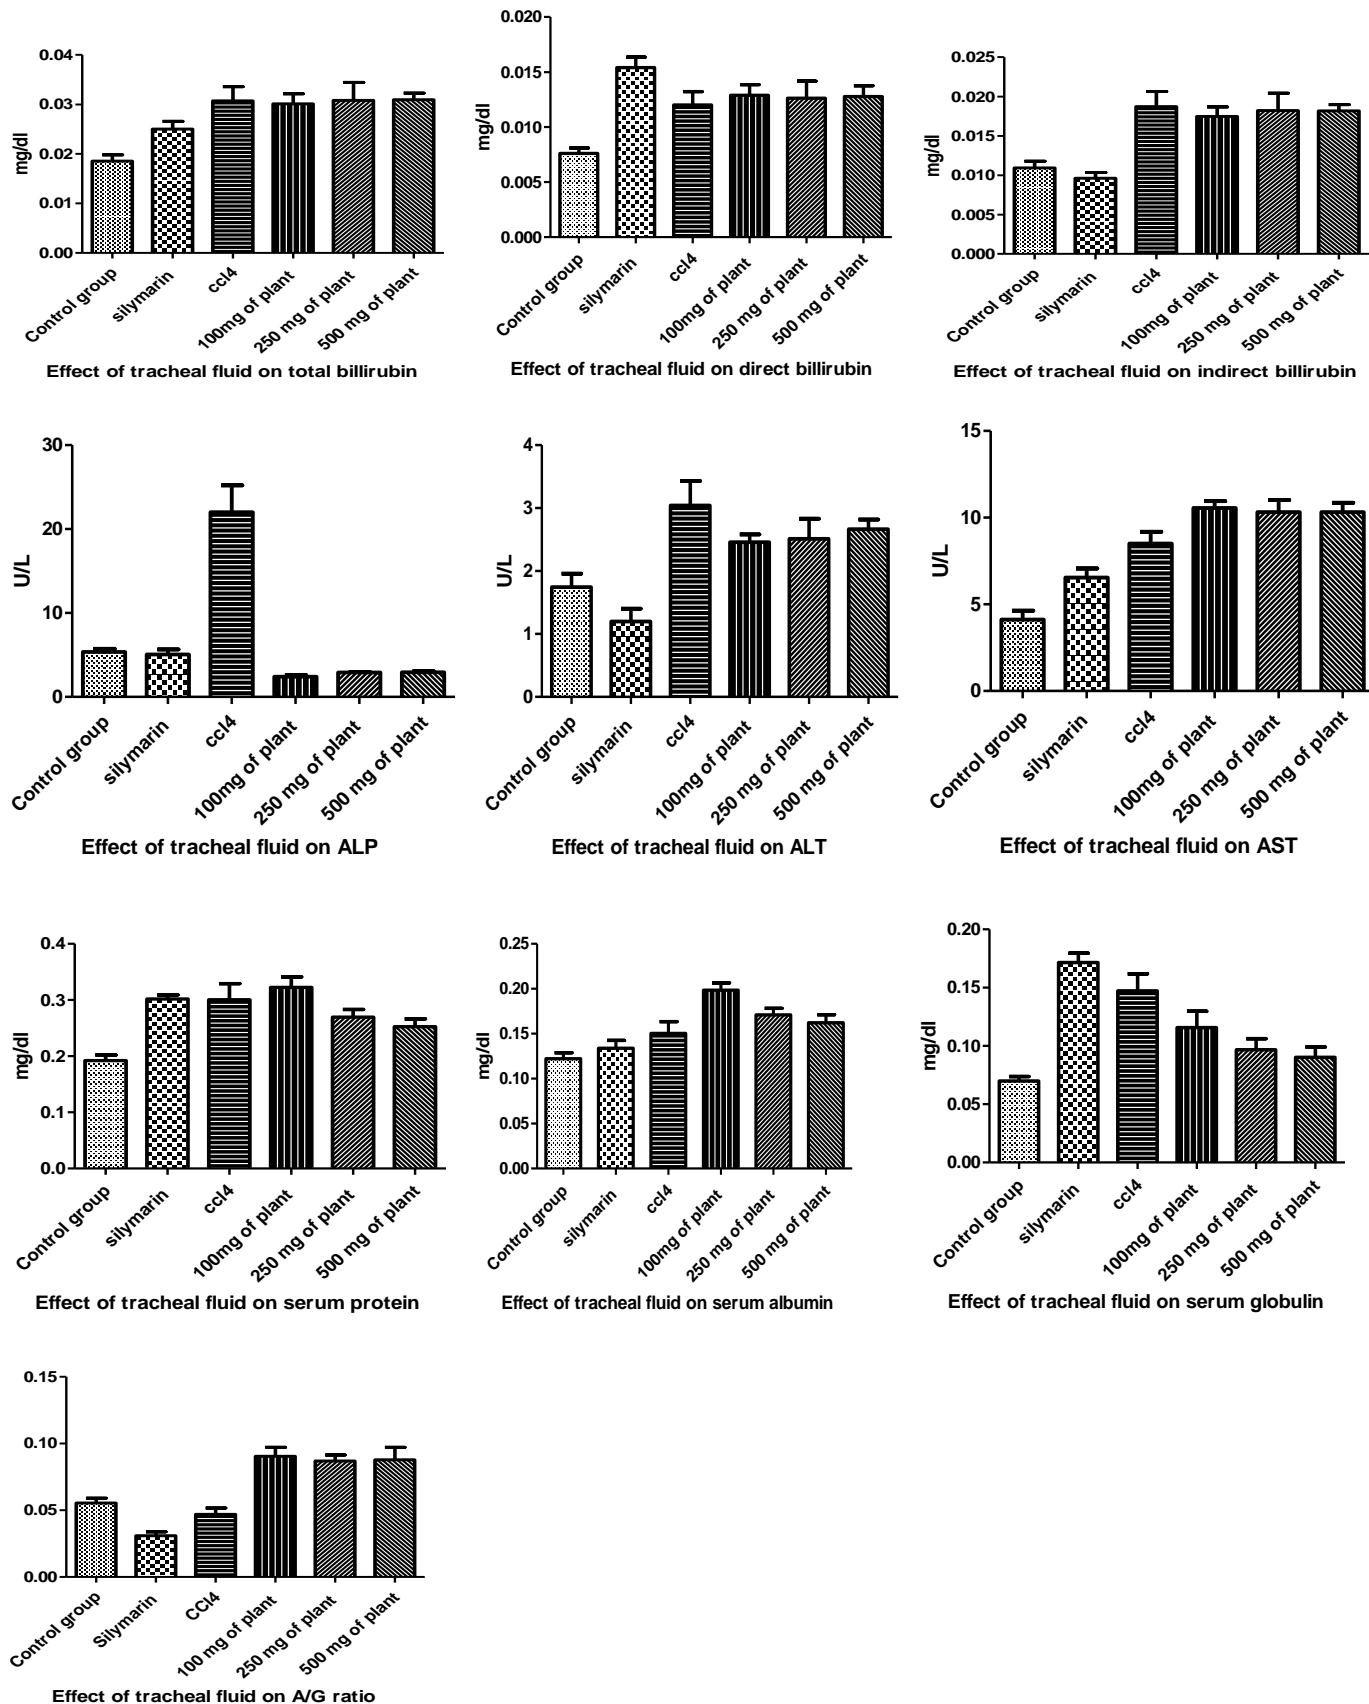 0.04
0.03
0.02
0.01
0.00
mg/dl
Control group
silymarin
ccl4
100mg of plant
250 mg of plant
500 mg of plant
Effect of tracheal fluid on total billirubin
0.020
0.015
0.010
0.005
0.000
mg/dl
Control group
silymarin
ccl4
100mg of plant
250 mg of plant
500 mg of plant
Effect of tracheal fluid on direct billirubin
0.025
0.020
0.015
0.010
0.005
0.000
mg/dl
Control group
silymarin
ccl4
100mg of plant
250 mg of plant
500 mg of plant
Effect of tracheal fluid on indirect billirubin
30
20
10
0
U/L
Control group
silymarin
ccl4
100mg of plant
250 mg of plant
500 mg of plant
Effect of tracheal fluid on ALP
4
3
2
1
0
U/L
Control group
silymarin
ccl4
100mg of plant
250 mg of plant
500 mg of plant
Effect of tracheal fluid on ALT
15
10
5
0
U/L
Control group
silymarin
ccl4
100mg of plant
250 mg of plant
500 mg of plant
Effect of tracheal fluid on AST
0.4
0.3
0.2
0.1
0.0
mg/dl
Control group
silymarin
ccl4
100mg of plant
250 mg of plant
500 mg of plant
Effect of tracheal fluid on serum protein
0.25
0.20
0.15
0.10
0.05
0.00
mg/dl
Control group
silymarin
ccl4
100mg of plant
250 mg of plant
500 mg of plant
Effect of tracheal fluid on serum albumin
0.20
0.15
0.10
0.05
0.00
mg/dl
Control group
silymarin
ccl4
100mg of plant
250 mg of plant
500 mg of plant
Effect of tracheal fluid on serum globulin
0.15
0.10
0.05
0.00
Control group
Silymarin
CCl4
100 mg of plant
250 mg of plant
500 mg of plant
Effect of tracheal fluid on A/G ratio